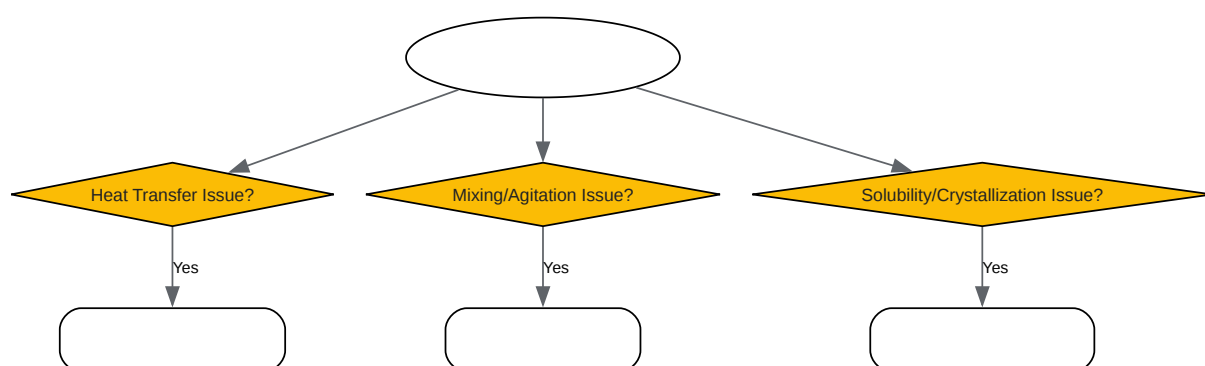 Heat Transfer Issue?
Mixing/Agitation Issue?
Solubility/Crystallization Issue?
Yes
Yes
Yes